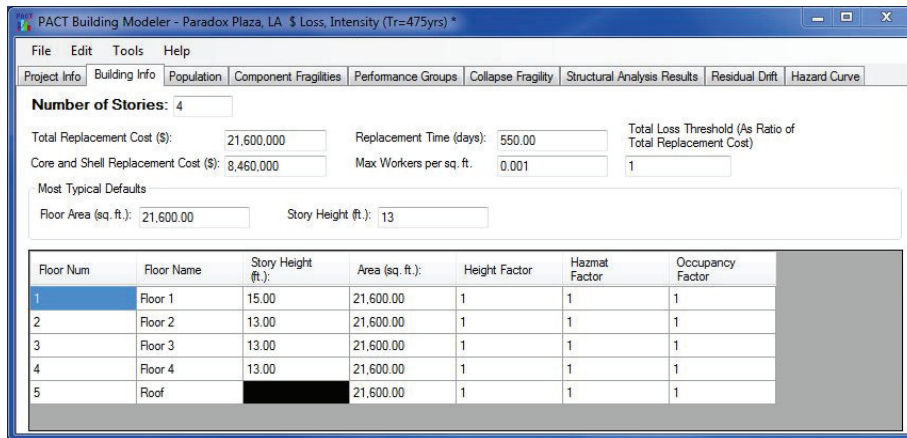 PACT Building Modeler - Paradox Plaza, LA $ Loss, Intensity (Tr=475yrs) *
File Edit Tools Help
Project Info Building Info Population Component Fragilities Performance Groups Collapse Fragility Structural Analysis Results Residual Drift Hazard Curve
Number of Stories: 4
Total Replacement Cost ($): 21,600,000 Replacement Time (days): 550.00 Total Loss Threshold (As Ratio of
Total Replacement Cost)
Core and Shell Replacement Cost ($): 8,460,000 Max Workers per sq. ft. 0.001 1
Most Typical Defaults
Floor Area (sq. ft.): 21,600.00 Story Height (ft.): 13
Floor Num Floor Name Story Height (ft.): Area (sq. ft.): Height Factor Hazmat Factor Occupancy Factor
1 Floor 1 15.00 21,600.00 1 1 1
2 Floor 2 13.00 21,600.00 1 1 1
3 Floor 3 13.00 21,600.00 1 1 1
4 Floor 4 13.00 21,600.00 1 1 1
5 Roof 21,600.00 1 1 1